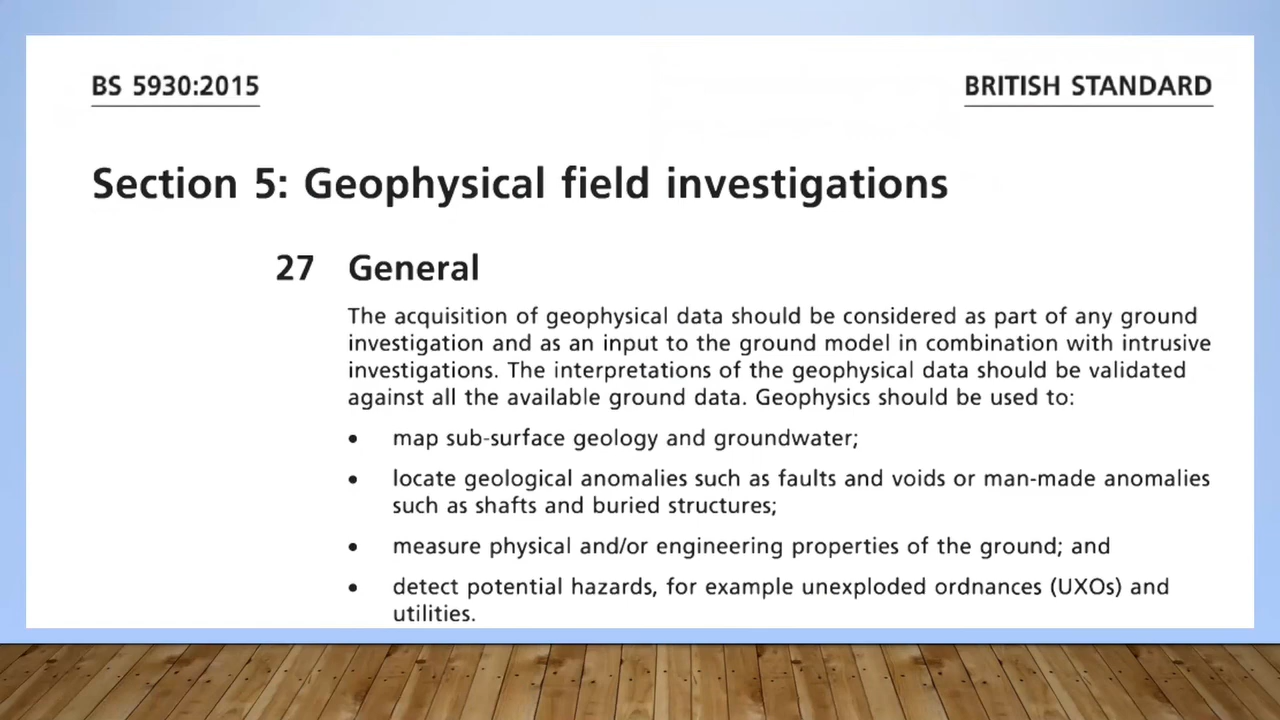 BS 5930:2015
BRITISH STANDARD
Section 5: Geophysical field investigations
27 General
The acquisition of geophysical data should be considered as part of any ground
investigation and as an input to the ground model in combination with intrusive
investigations. The interpretations of the geophysical data should be validated
against all the available ground data. Geophysics should be used to:
• map sub-surface geology and groundwater;
• locate geological anomalies such as faults and voids or man-made anomalies
such as shafts and buried structures;
• measure physical and/or engineering properties of the ground; and
• detect potential hazards, for example unexploded ordnances (UXOs) and
utilities.